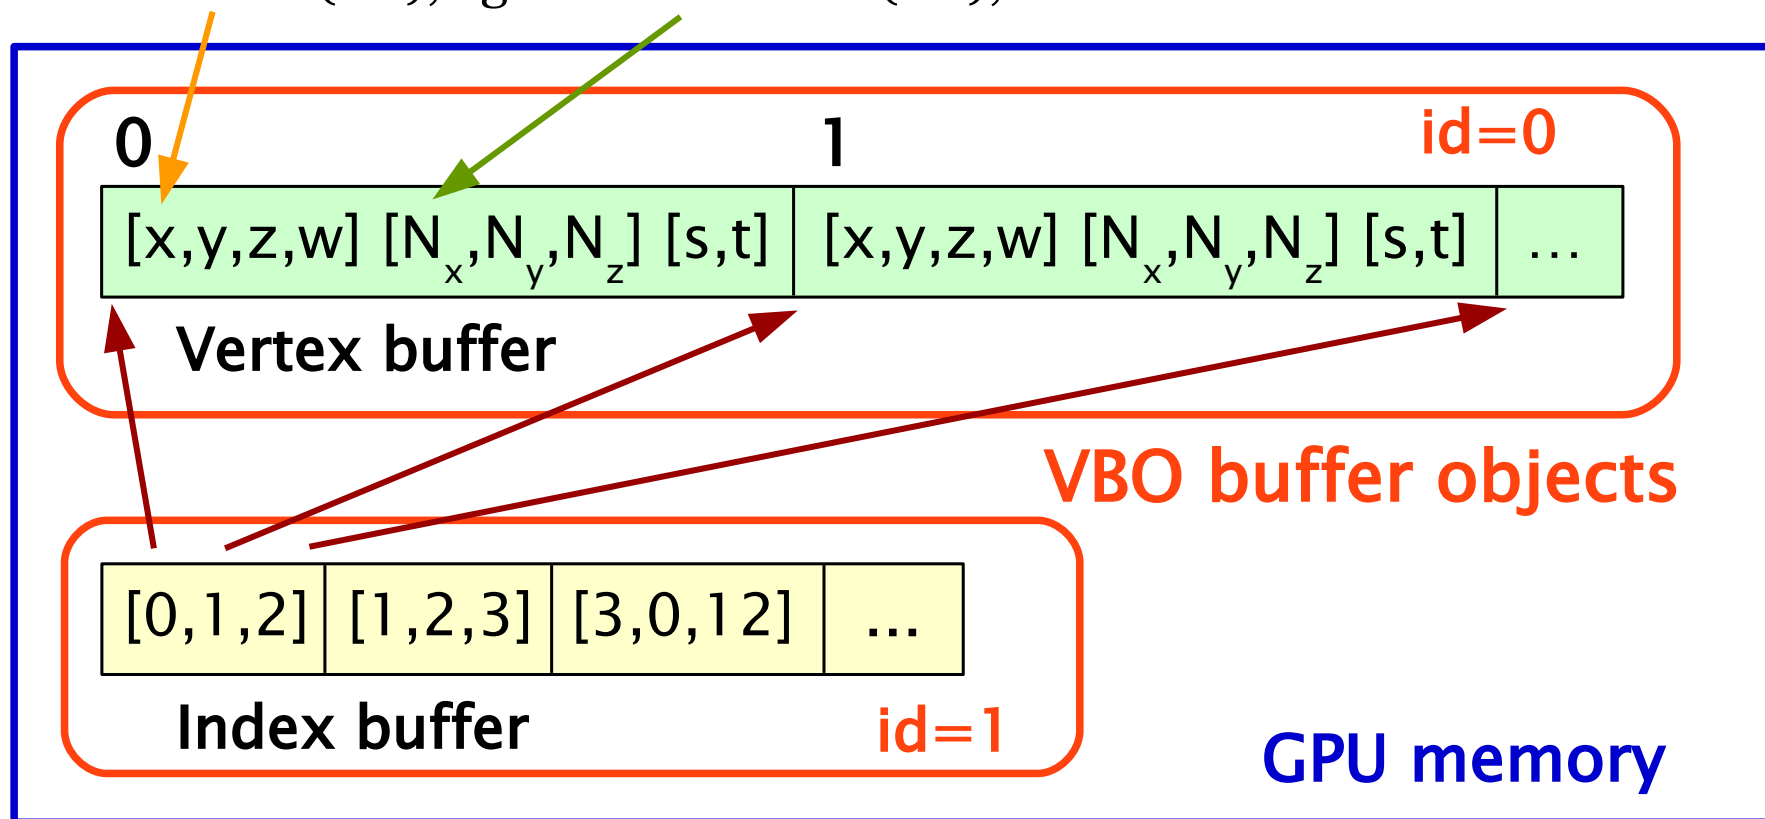 0 1 id=0
[x,y,z,w] [Nx,Ny,Nz] [s,t] [x,y,z,w] [Nx,Ny,Nz] [s,t] ...
Vertex buffer
VBO buffer objects
[0,1,2] [1,2,3] [3,0,12] ...
Index buffer id=1
GPU memory